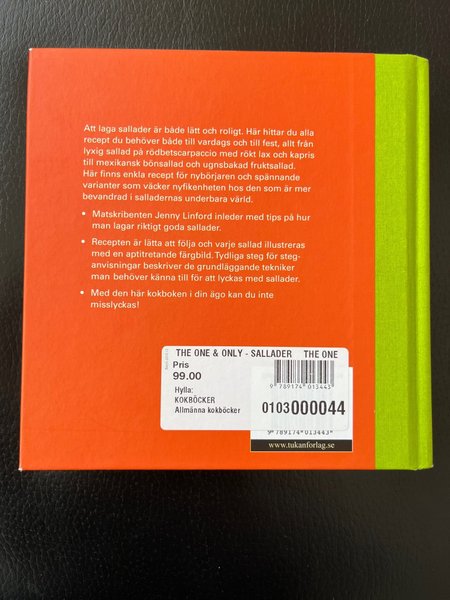 Att laga sallader är både lätt och roligt. Här hittar du alla
recept du behöver både till vardags och till fest, allt från
lyxig sallad på rödbetscarpaccio med rökt lax och kapris
till mexikansk bönsallad och ugnsbakad fruktsallad.
Här finns enkla recept för nybörjaren och spännande
varianter som väcker nyfikenheten hos den som är mer
bevandrad i salladernas underbara värld.
• Matskribenten Jenny Linford inleder med tips på hur
man lagar riktigt goda sallader.
• Recepten är lätta att följa och varje sallad illustreras
med en aptitretande färgbild. Tydliga steg för steg-
anvisningar beskriver de grundläggande tekniker
man behöver känna till för att lyckas med sallader.
• Med den här kokboken i din ägo kan du inte
misslyckas!
THE ONE & ONLY - SALLADER THE ONE
Pris
99.00
Hylla:
KOKBÖCKER
Allmänna kokböcker
9 789174 013443
0103000044
9 789174 013443
www.tukanforlag.se